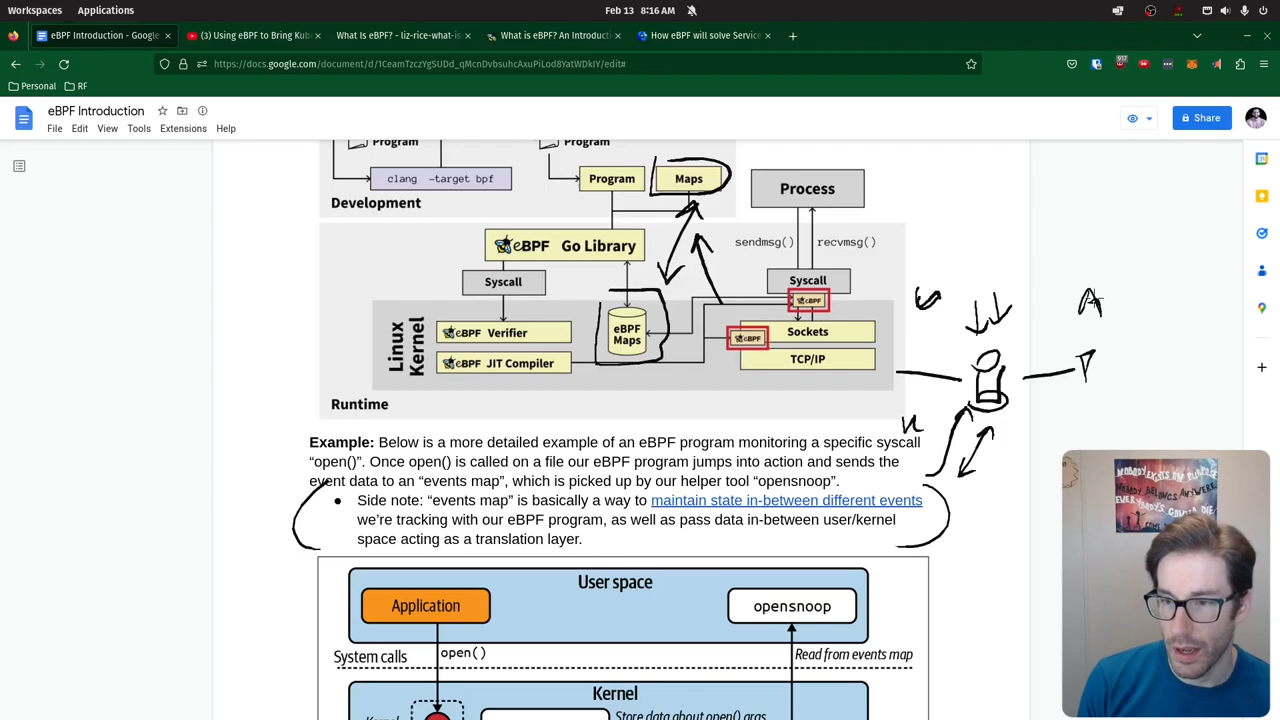 Workspaces Applications Feb 13 8:16 AM
eBPF Introduction - Google (3) Using eBPF to Bring Kub What Is eBPF? - liz-rice-what-is What is eBPF? An Introducti How eBPF will solve Service
https://docs.google.com/document/d/1CeamTzczYgSUDd_qMcnDvbsuhcAxuPiLod8YatWDkIY/edit#
Personal RF
eBPF Introduction
File Edit View Tools Extensions Help
Share
Program Program
clang -target bpf Program Maps
Development
Process
sendmsg() recvmsg()
eBPF Go Library
Syscall Syscall
eBPF
Linux Kernel
eBPF Verifier
eBPF Maps
eBPF
Sockets
eBPF JIT Compiler
TCP/IP
Runtime
Example: Below is a more detailed example of an eBPF program monitoring a specific syscall
“open()”. Once open() is called on a file our eBPF program jumps into action and sends the
event data to an “events map”, which is picked up by our helper tool “opensnoop”.
● Side note: “events map” is basically a way to maintain state in-between different events
we’re tracking with our eBPF program, as well as pass data in-between user/kernel
space acting as a translation layer.
User space
Application opensnoop
System calls open() Read from events map
Kernel
Store data about open() args
MOBODY EXISTS ON PURPOSE
NOBODY BELONGS ANYWHERE